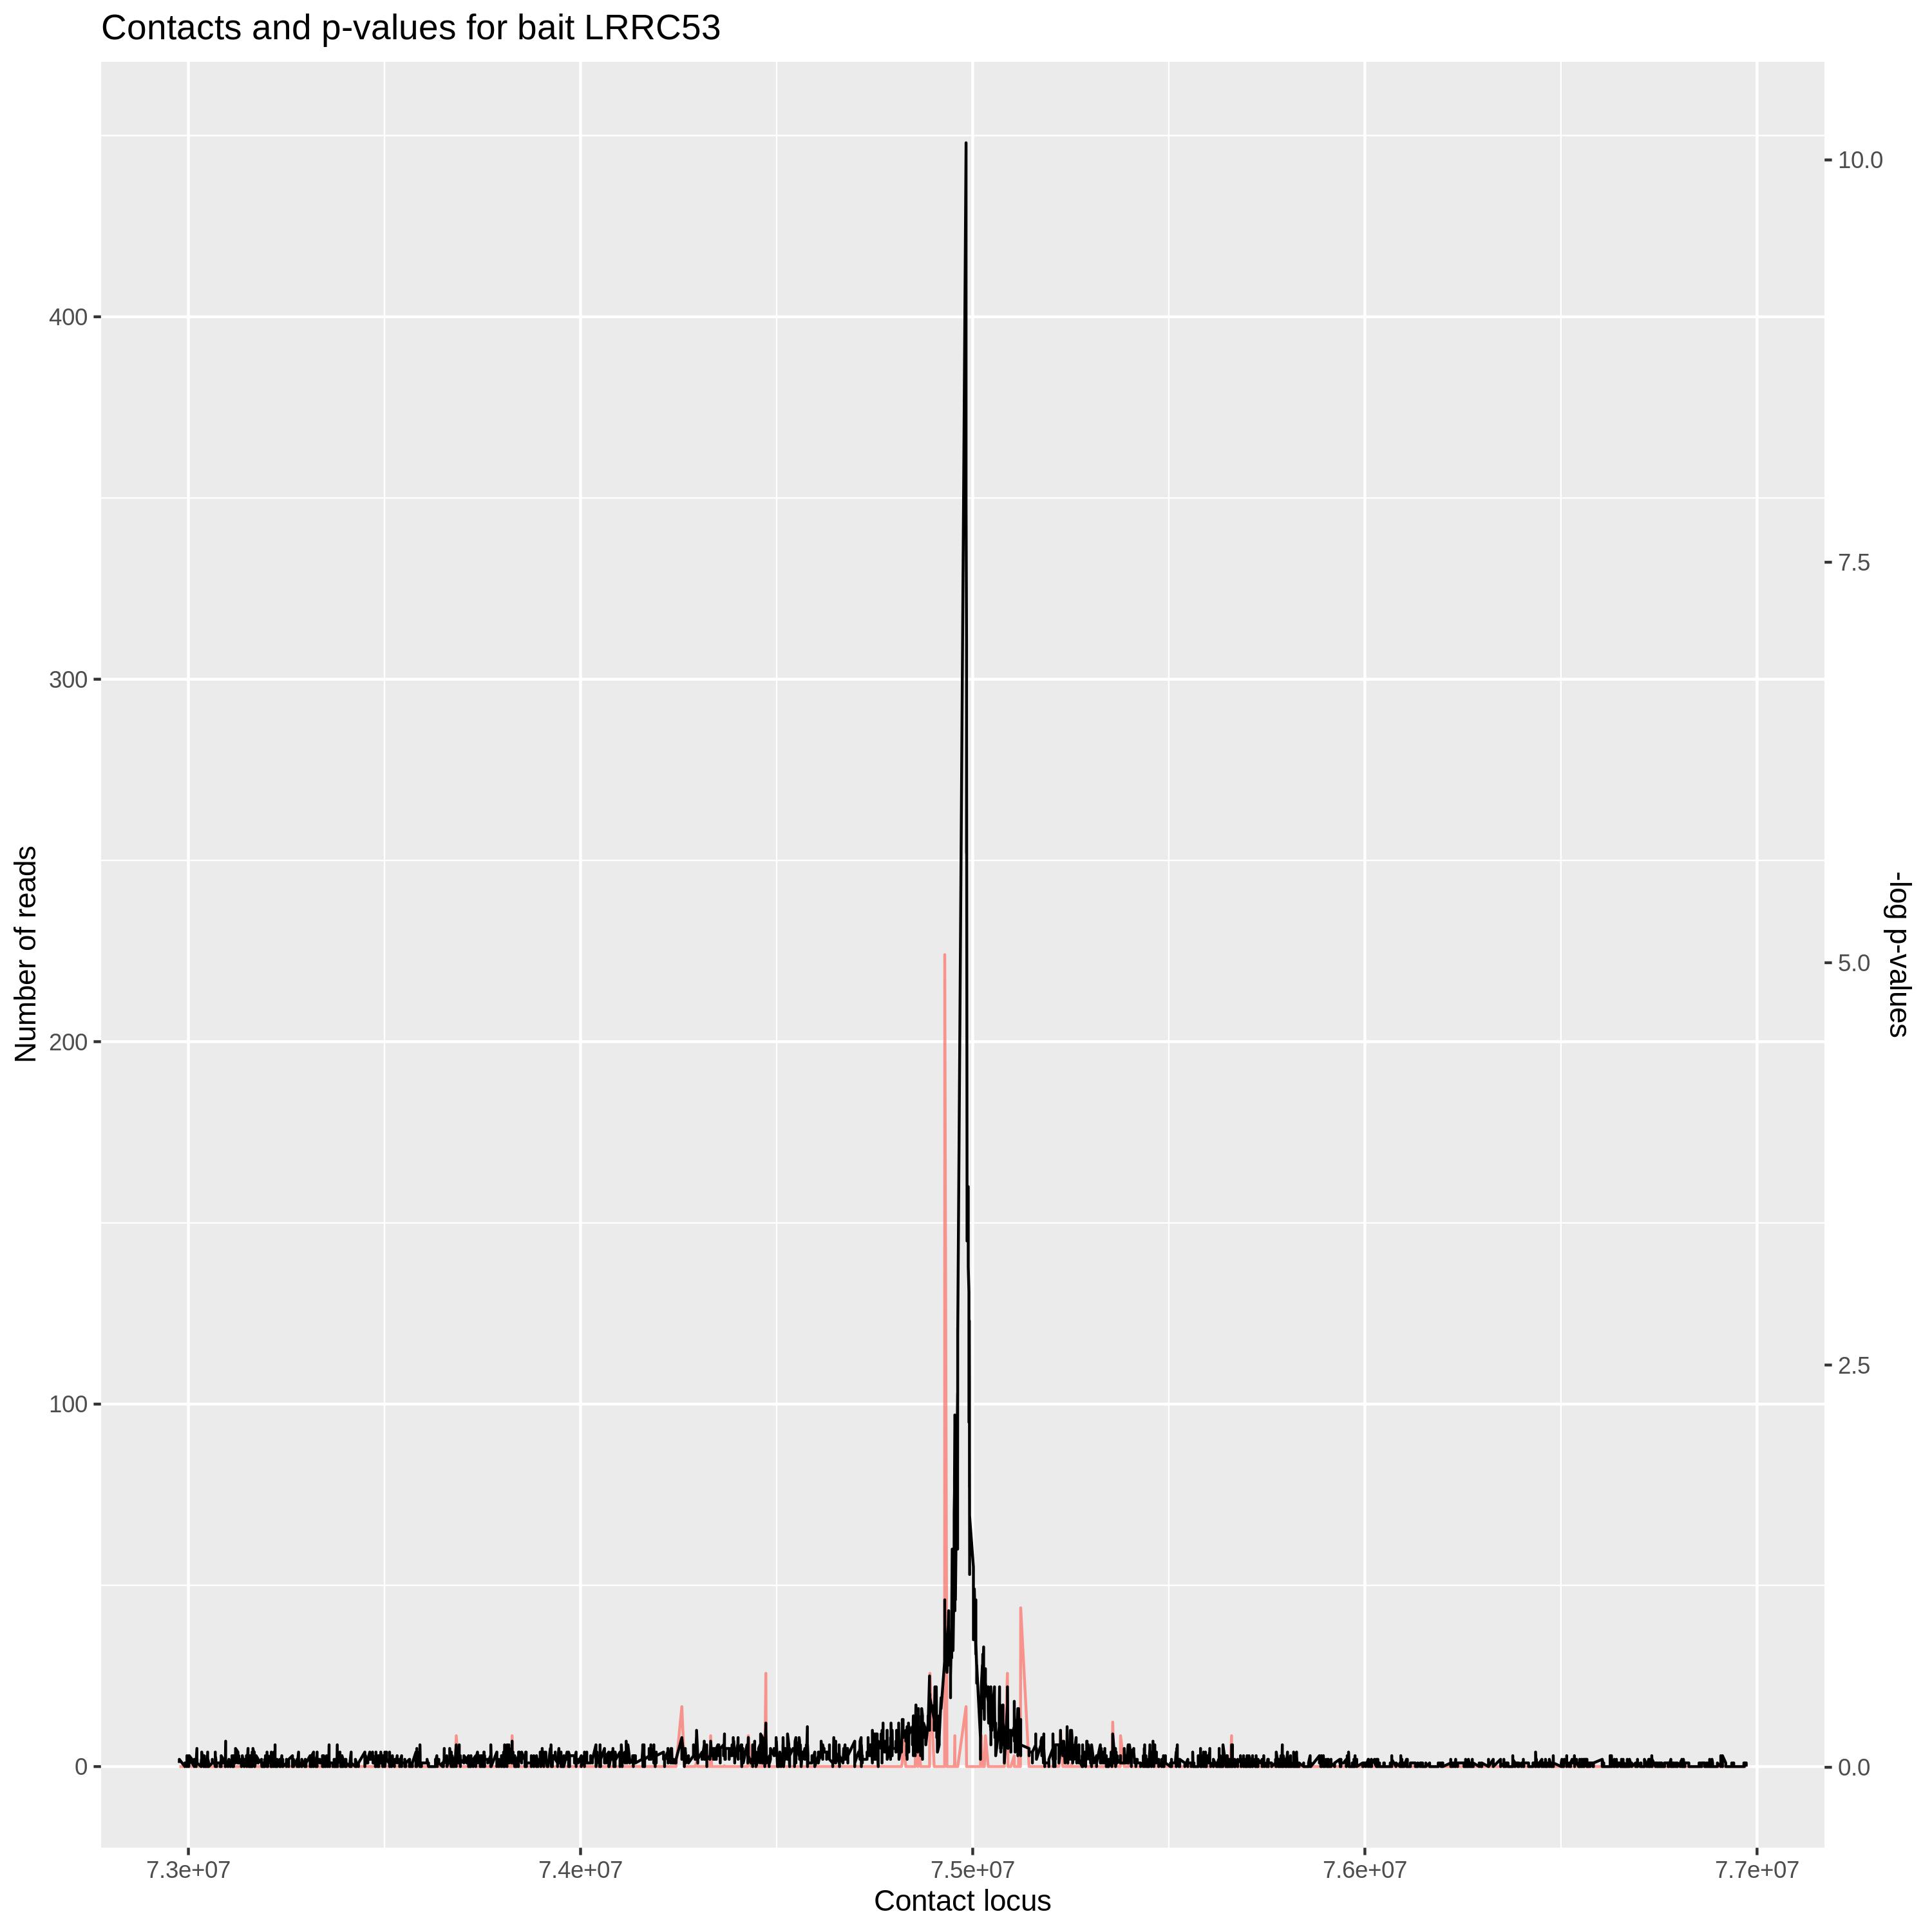 Contacts and p-values for bait LRRC53
Number of reads
400
300
200
100
0
10.0
7.5
5.0
2.5
0.0
-log p-values
7.3e+07
7.4e+07
7.5e+07
7.6e+07
7.7e+07
Contact locus